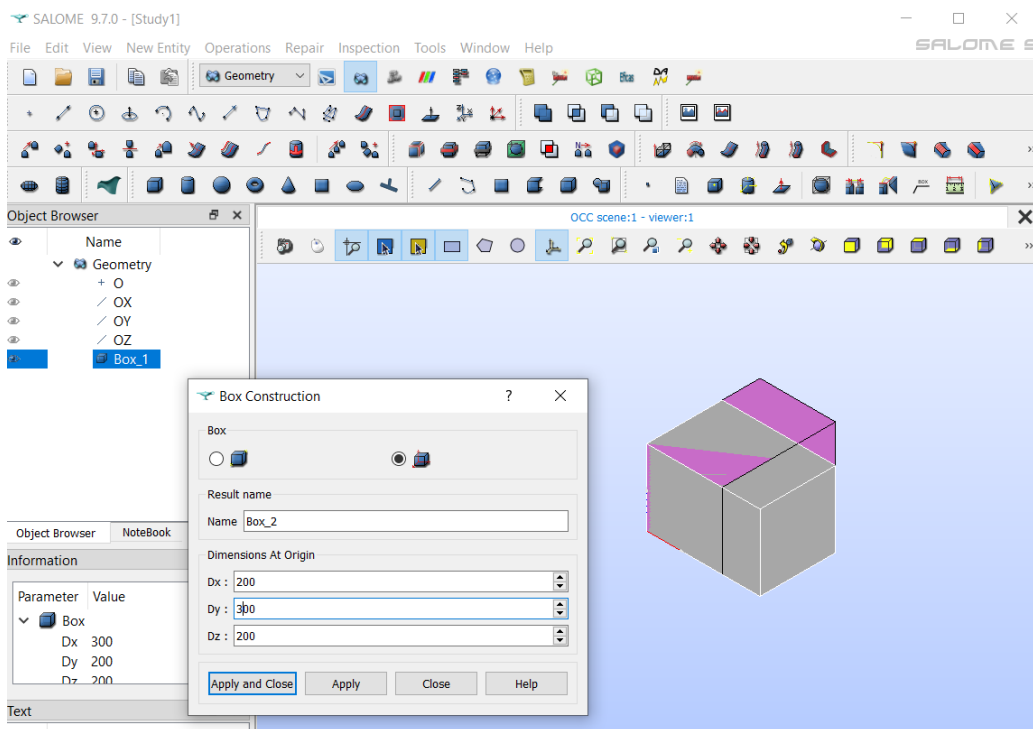 SALOME 9.7.0 - [Study1]
File Edit View New Entity Operations Repair Inspection Tools Window Help
SALOME S
Geometry
Object Browser
OCC scene:1 - viewer:1
Name
Geometry
O
OX
OY
OZ
Box_1
Box Construction
Box
Result name
Name Box_2
Object Browser NoteBook
Dimensions At Origin
Information
Dx : 200
Parameter Value
Dy : 300
Box
Dz : 200
Dx 300
Dy 200
Dz 200
Apply and Close Apply Close Help
Text